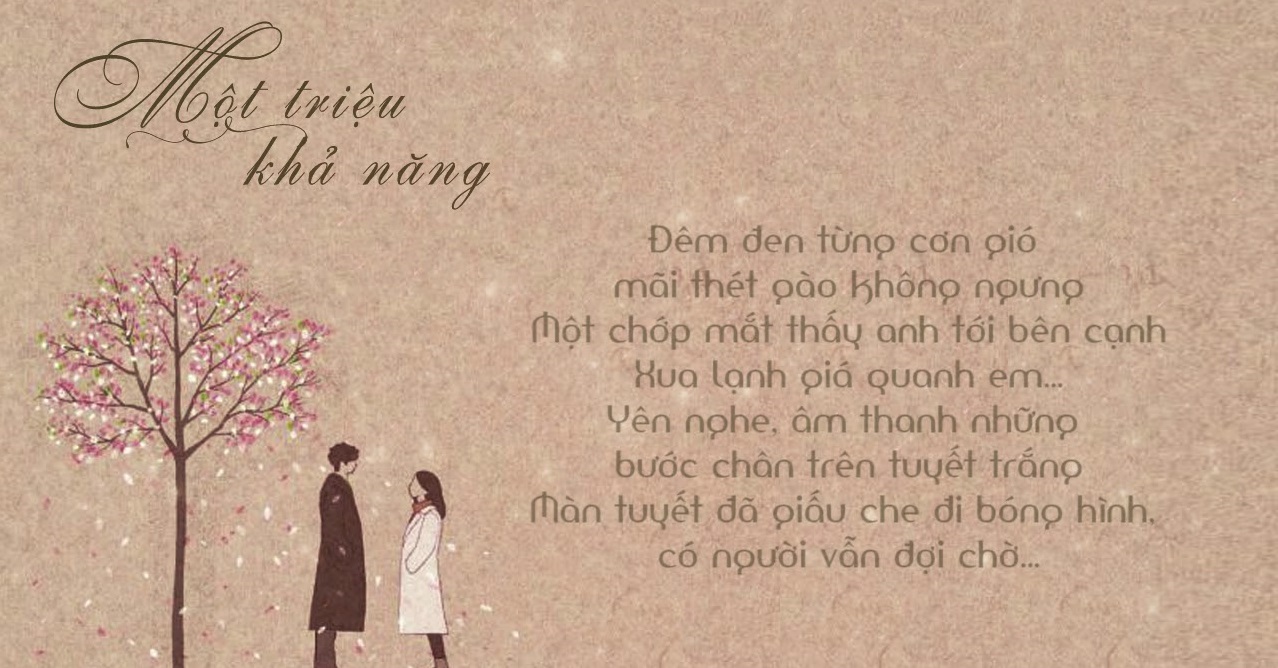 Một triệu
khả năng
Đêm đen từng cơn gió
mãi thét gào không ngưng
Một chớp mắt thấy anh tới bên cạnh
Xua lạnh giá quanh em...
Yên nghe, âm thanh những
bước chân trên tuyết trắng
Màn tuyết đã giấu che đi bóng hình,
có người vẫn đợi chờ...